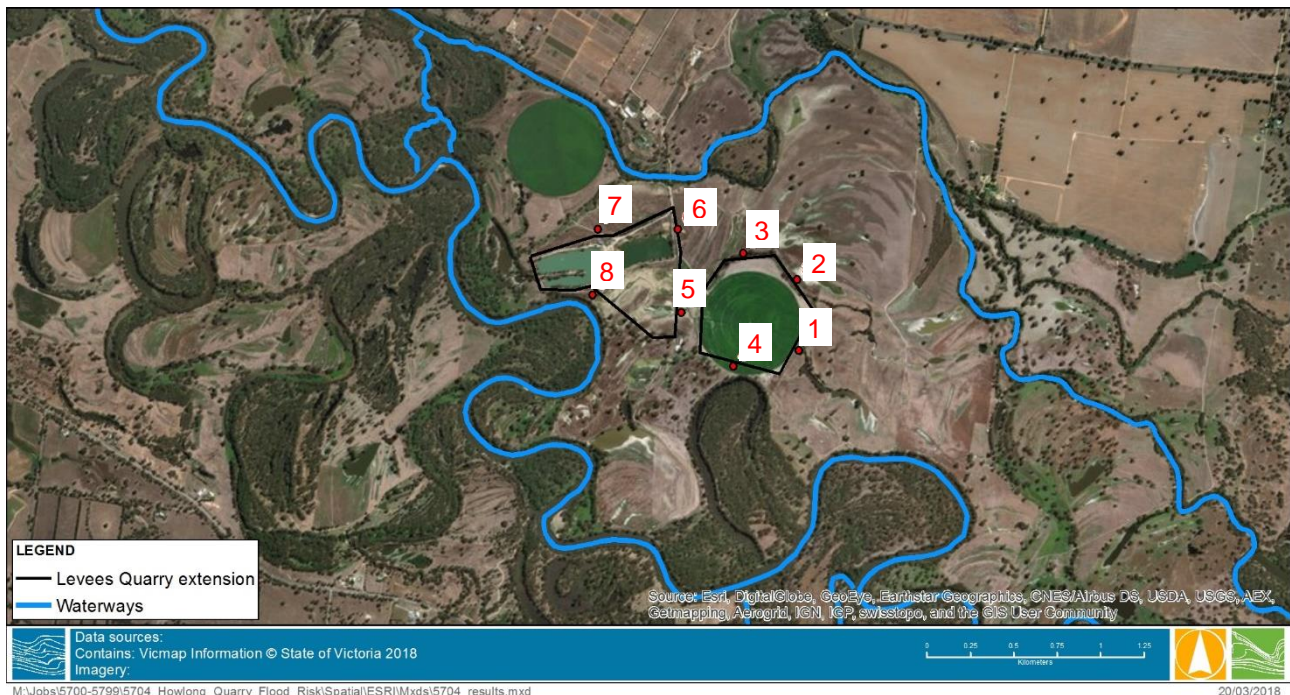 7
6
3
2
8
5
1
4
LEGEND
Levees Quarry extension
Waterways
Source: Esri, DigitalGlobe, GeoEye, Earthstar Geographics, CNES/Airbus DS, USDA, USGS, AEX,
Getmapping, Aerogrid, IGN, IGP, swisstopo, and the GIS User Community
Data sources:
Contains: Vicmap Information © State of Victoria 2018
Imagery:
0 0.25 0.5 0.75 1 1.25
Kilometers
M:\Jobs\5700-5799\5704_Howlong_Quarry_Flood_Risk\Spatial\ESRI\Mxds\5704_results.mxd
20/03/2018